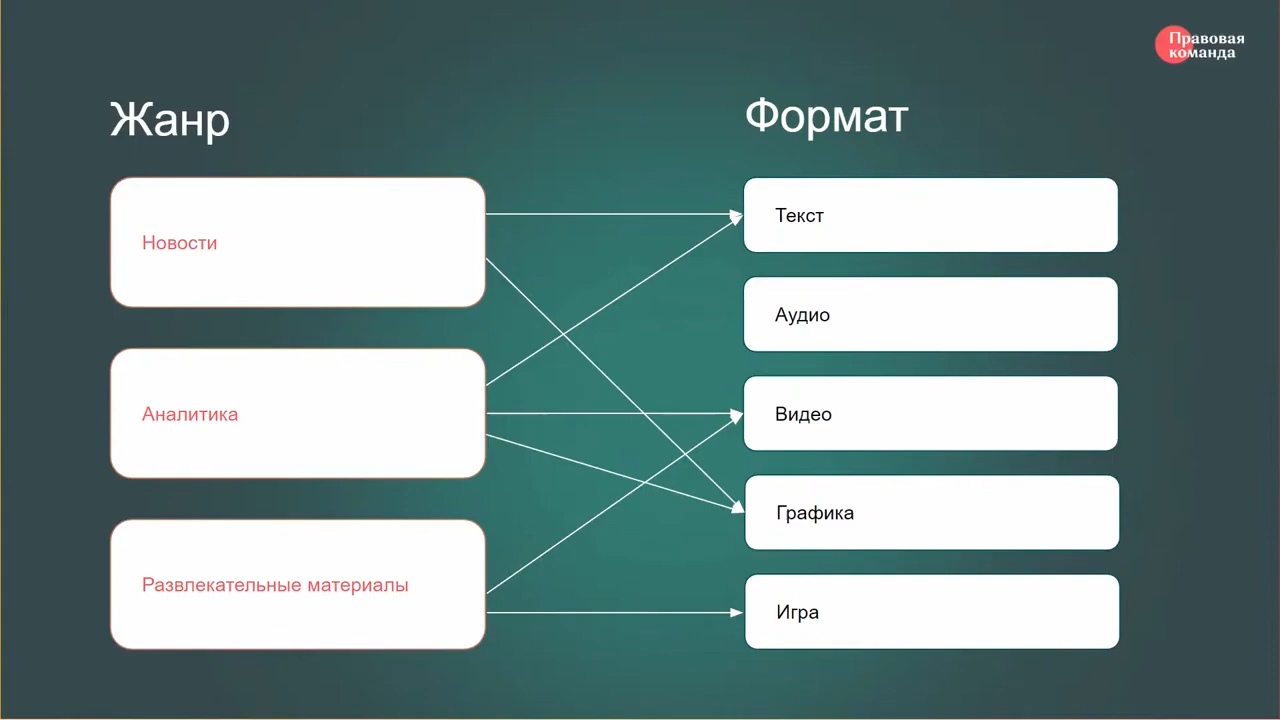 Правовая
команда
Жанр
Формат
Новости
Аналитика
Развлекательные материалы
Текст
Аудио
Видео
Графика
Игра